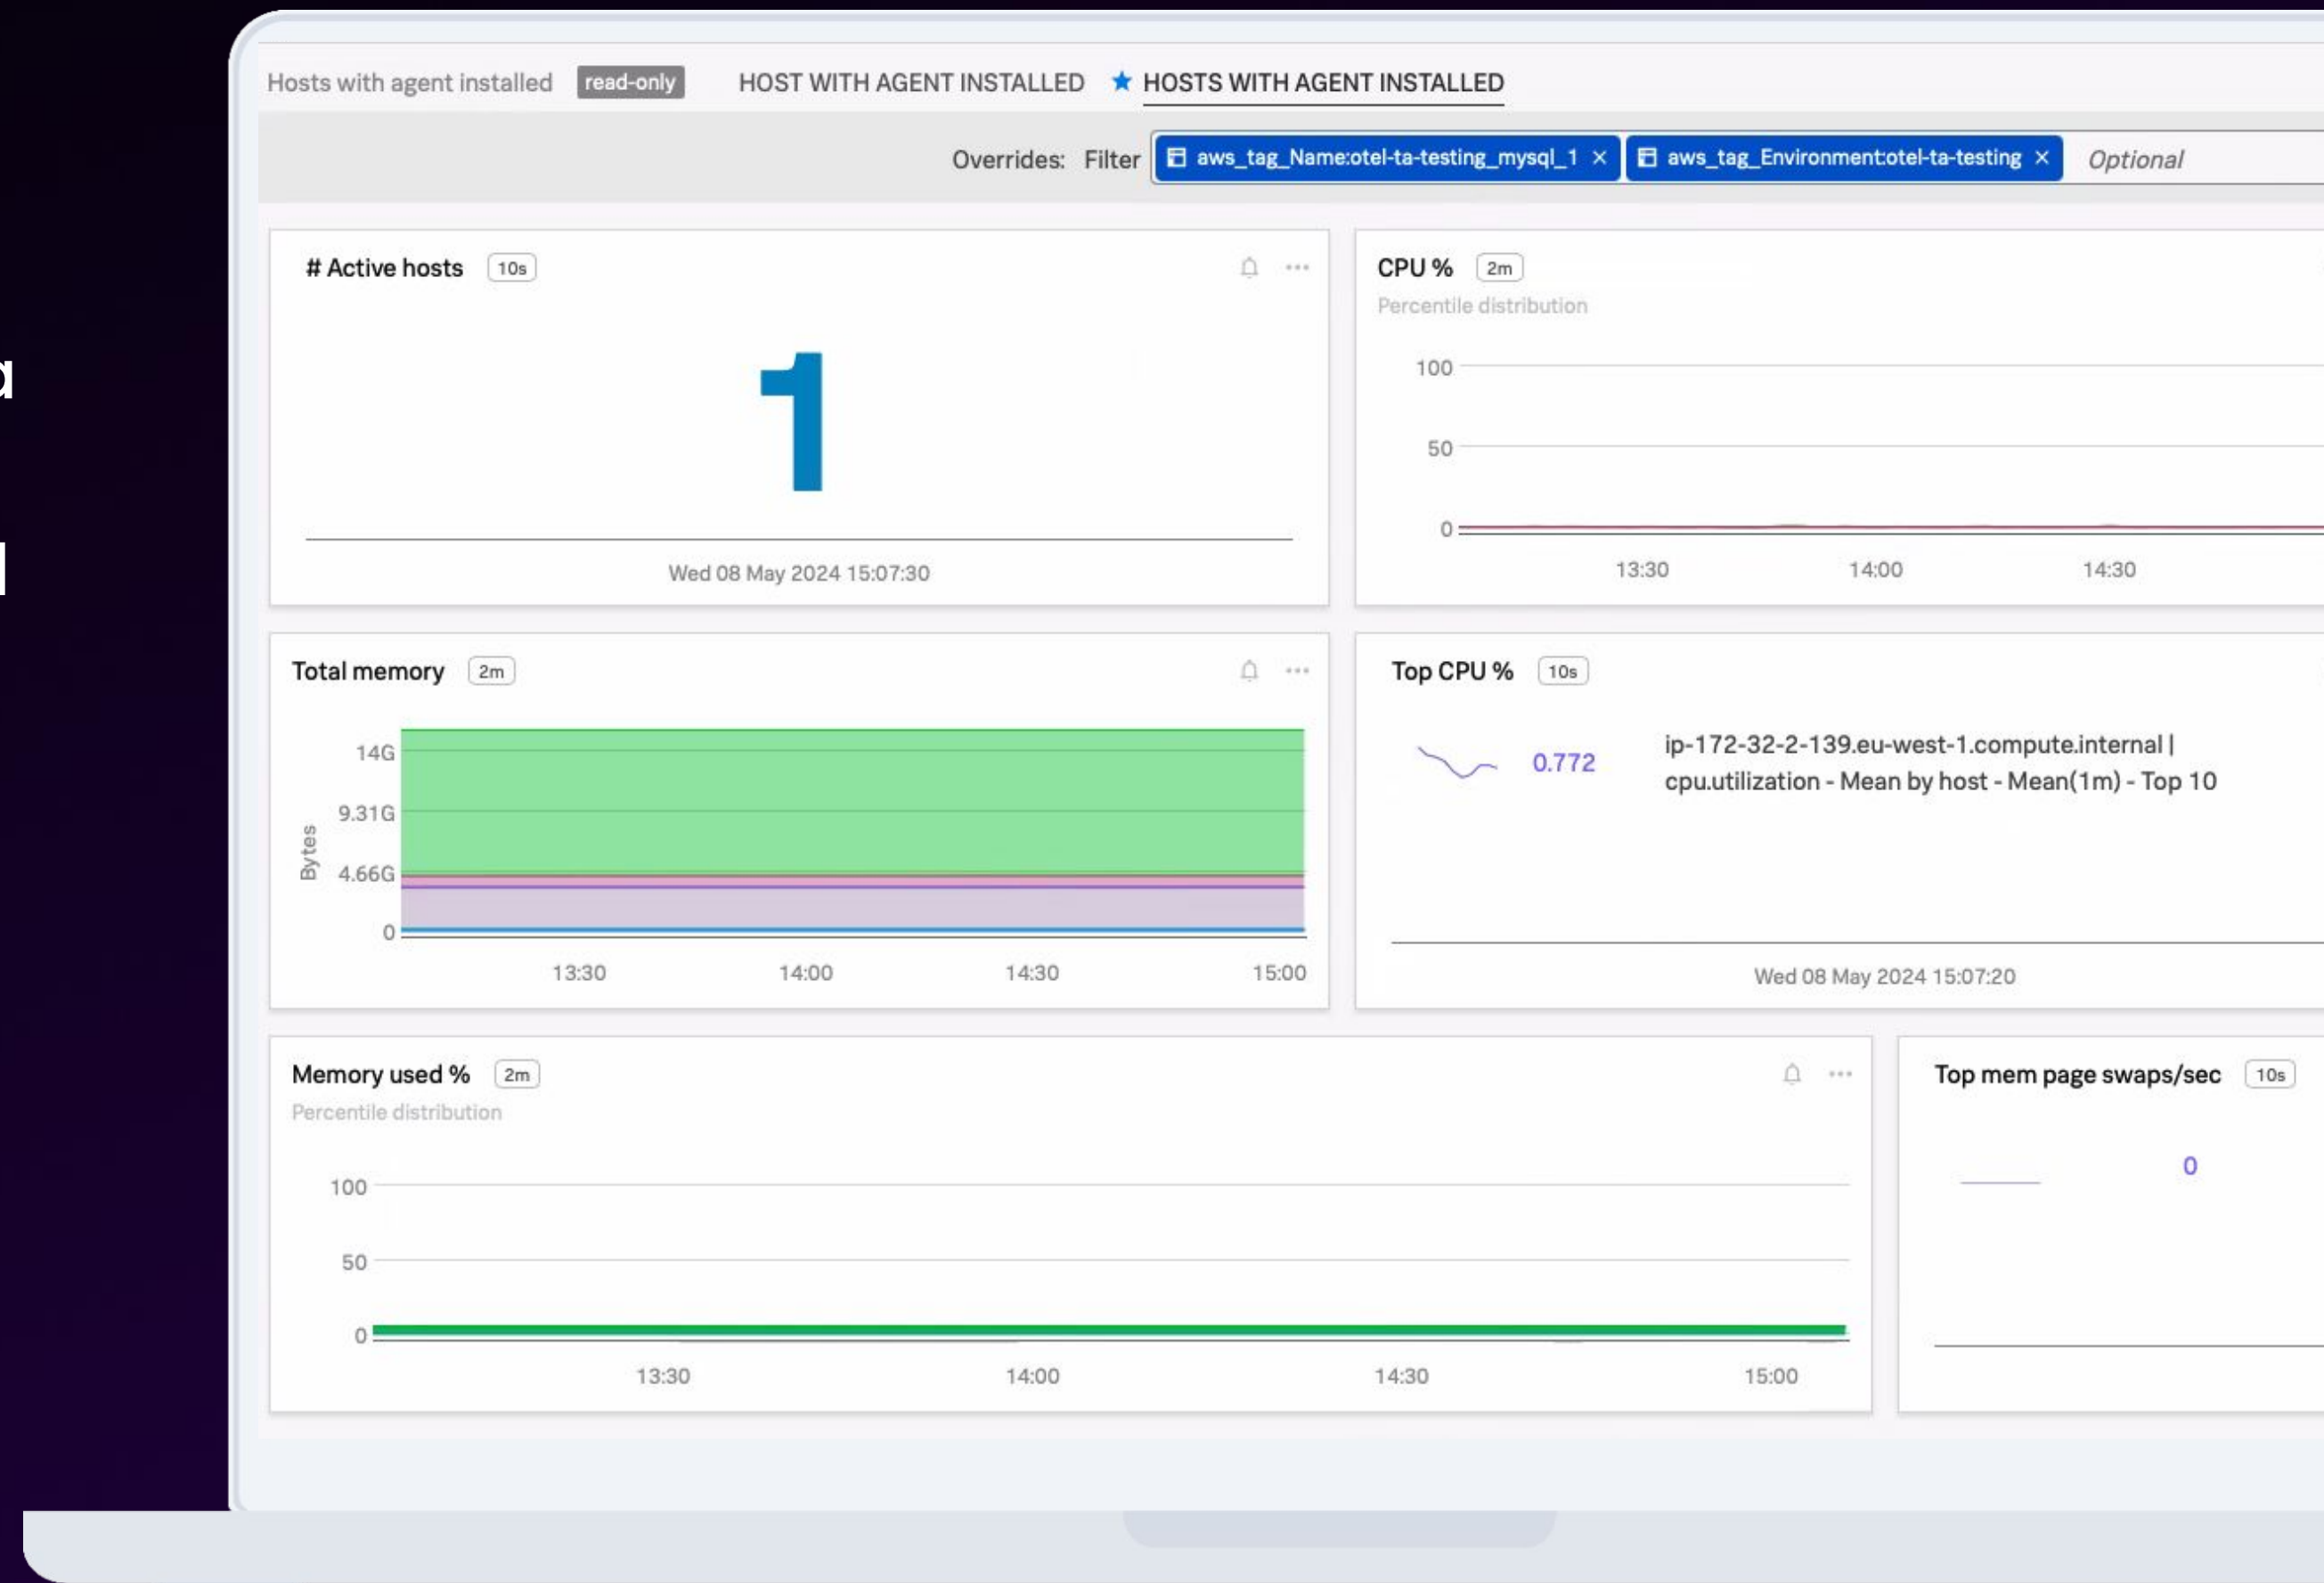 Hosts with agent installed read-only HOST WITH AGENT INSTALLED HOSTS WITH AGENT INSTALLED
Overrides: Filter aws_tag_Name:otel-ta-testing_mysql_1 × aws_tag_Environment:otel-ta-testing × Optional
# Active hosts 10s
1
Wed 08 May 2024 15:07:30
CPU % 2m
Percentile distribution
100
50
0
13:30 14:00 14:30
Total memory 2m
Bytes
14G
9.31G
4.66G
0
13:30 14:00 14:30 15:00
Top CPU % 10s
0.772
ip-172-32-2-139.eu-west-1.compute.internal |
cpu.utilization - Mean by host - Mean(1m) - Top 10
Wed 08 May 2024 15:07:20
Memory used % 2m
Percentile distribution
100
50
0
13:30 14:00 14:30 15:00
Top mem page swaps/sec 10s
0